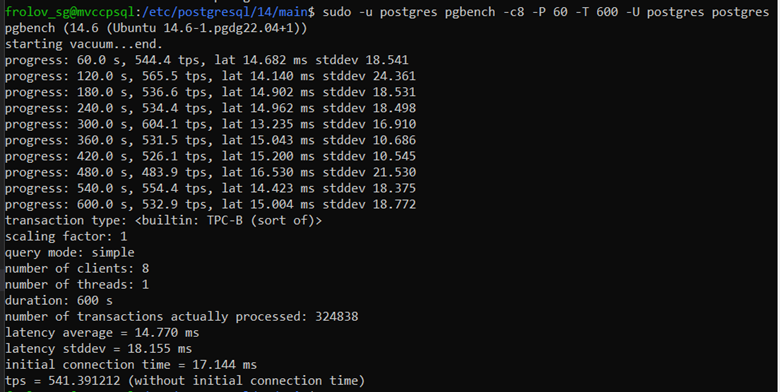 frolov_sg@mvccpsql:/etc/postgresql/14/main$ sudo -u postgres pgbench -c8 -P 60 -T 600 -U postgres postgres
pgbench (14.6 (Ubuntu 14.6-1.pgdg22.04+1))
starting vacuum...end.
progress: 60.0 s, 544.4 tps, lat 14.682 ms stddev 18.541
progress: 120.0 s, 565.5 tps, lat 14.140 ms stddev 24.361
progress: 180.0 s, 536.6 tps, lat 14.902 ms stddev 18.531
progress: 240.0 s, 534.4 tps, lat 14.962 ms stddev 18.498
progress: 300.0 s, 604.1 tps, lat 13.235 ms stddev 16.910
progress: 360.0 s, 531.5 tps, lat 15.043 ms stddev 10.686
progress: 420.0 s, 526.1 tps, lat 15.200 ms stddev 10.545
progress: 480.0 s, 483.9 tps, lat 16.530 ms stddev 21.530
progress: 540.0 s, 554.4 tps, lat 14.423 ms stddev 18.375
progress: 600.0 s, 532.9 tps, lat 15.004 ms stddev 18.772
transaction type: <builtin: TPC-B (sort of)>
scaling factor: 1
query mode: simple
number of clients: 8
number of threads: 1
duration: 600 s
number of transactions actually processed: 324838
latency average = 14.770 ms
latency stddev = 18.155 ms
initial connection time = 17.144 ms
tps = 541.391212 (without initial connection time)